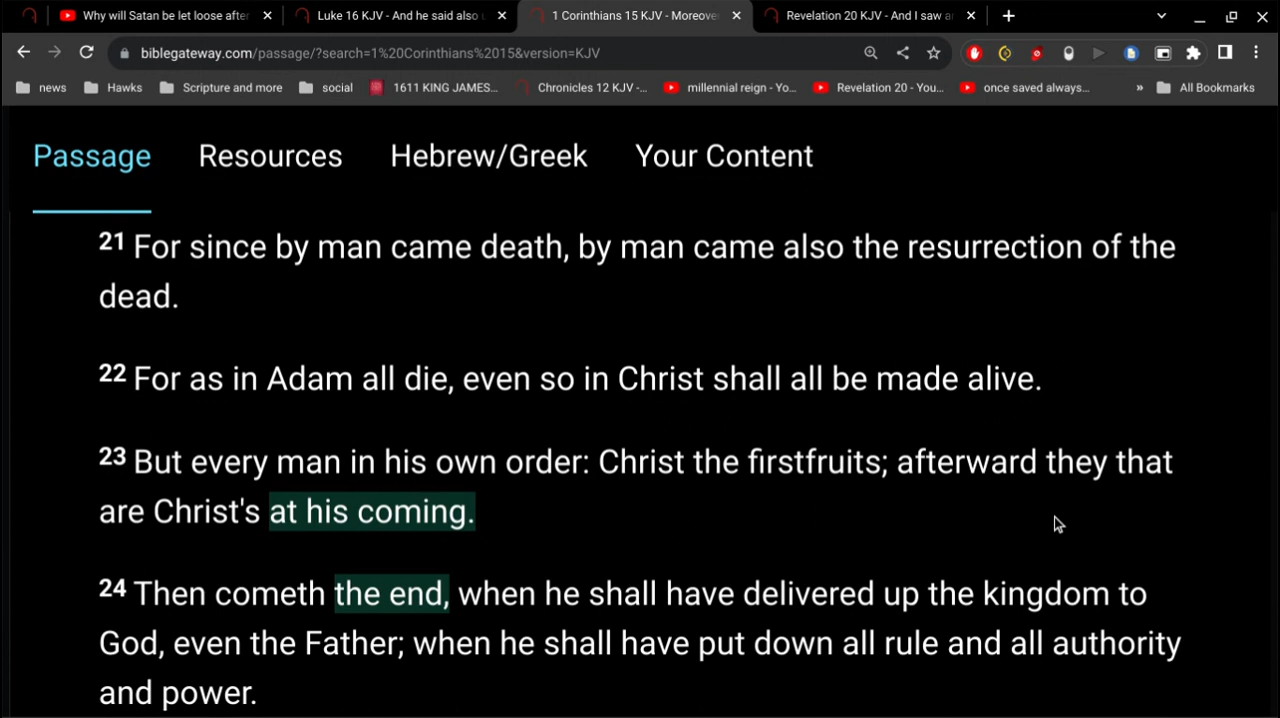 Why will Satan be let loose after
Luke 16 KJV - And he said also u
1 Corinthians 15 KJV - Moreover
Revelation 20 KJV - And I saw a
biblegateway.com/passage/?search=1%20Corinthians%2015&version=KJV
news
Hawks
Scripture and more
social
1611 KING JAMES...
Chronicles 12 KJV -...
millennial reign - Yo...
Revelation 20 - You...
once saved always...
»
All Bookmarks
Passage Resources Hebrew/Greek Your Content
21 For since by man came death, by man came also the resurrection of the
dead.
22 For as in Adam all die, even so in Christ shall all be made alive.
23 But every man in his own order: Christ the firstfruits; afterward they that
are Christ's at his coming.
24 Then cometh the end, when he shall have delivered up the kingdom to
God, even the Father; when he shall have put down all rule and all authority
and power.